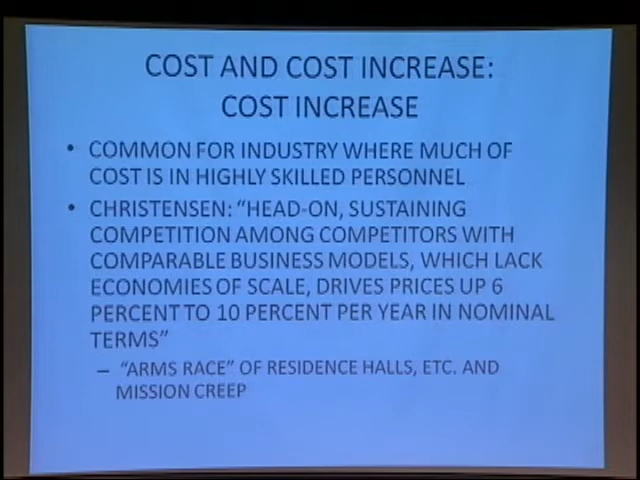 COST AND COST INCREASE:
COST INCREASE
• COMMON FOR INDUSTRY WHERE MUCH OF
COST IS IN HIGHLY SKILLED PERSONNEL
• CHRISTENSEN: “HEAD-ON, SUSTAINING
COMPETITION AMONG COMPETITORS WITH
COMPARABLE BUSINESS MODELS, WHICH LACK
ECONOMIES OF SCALE, DRIVES PRICES UP 6
PERCENT TO 10 PERCENT PER YEAR IN NOMINAL
TERMS”
– “ARMS RACE” OF RESIDENCE HALLS, ETC. AND
MISSION CREEP